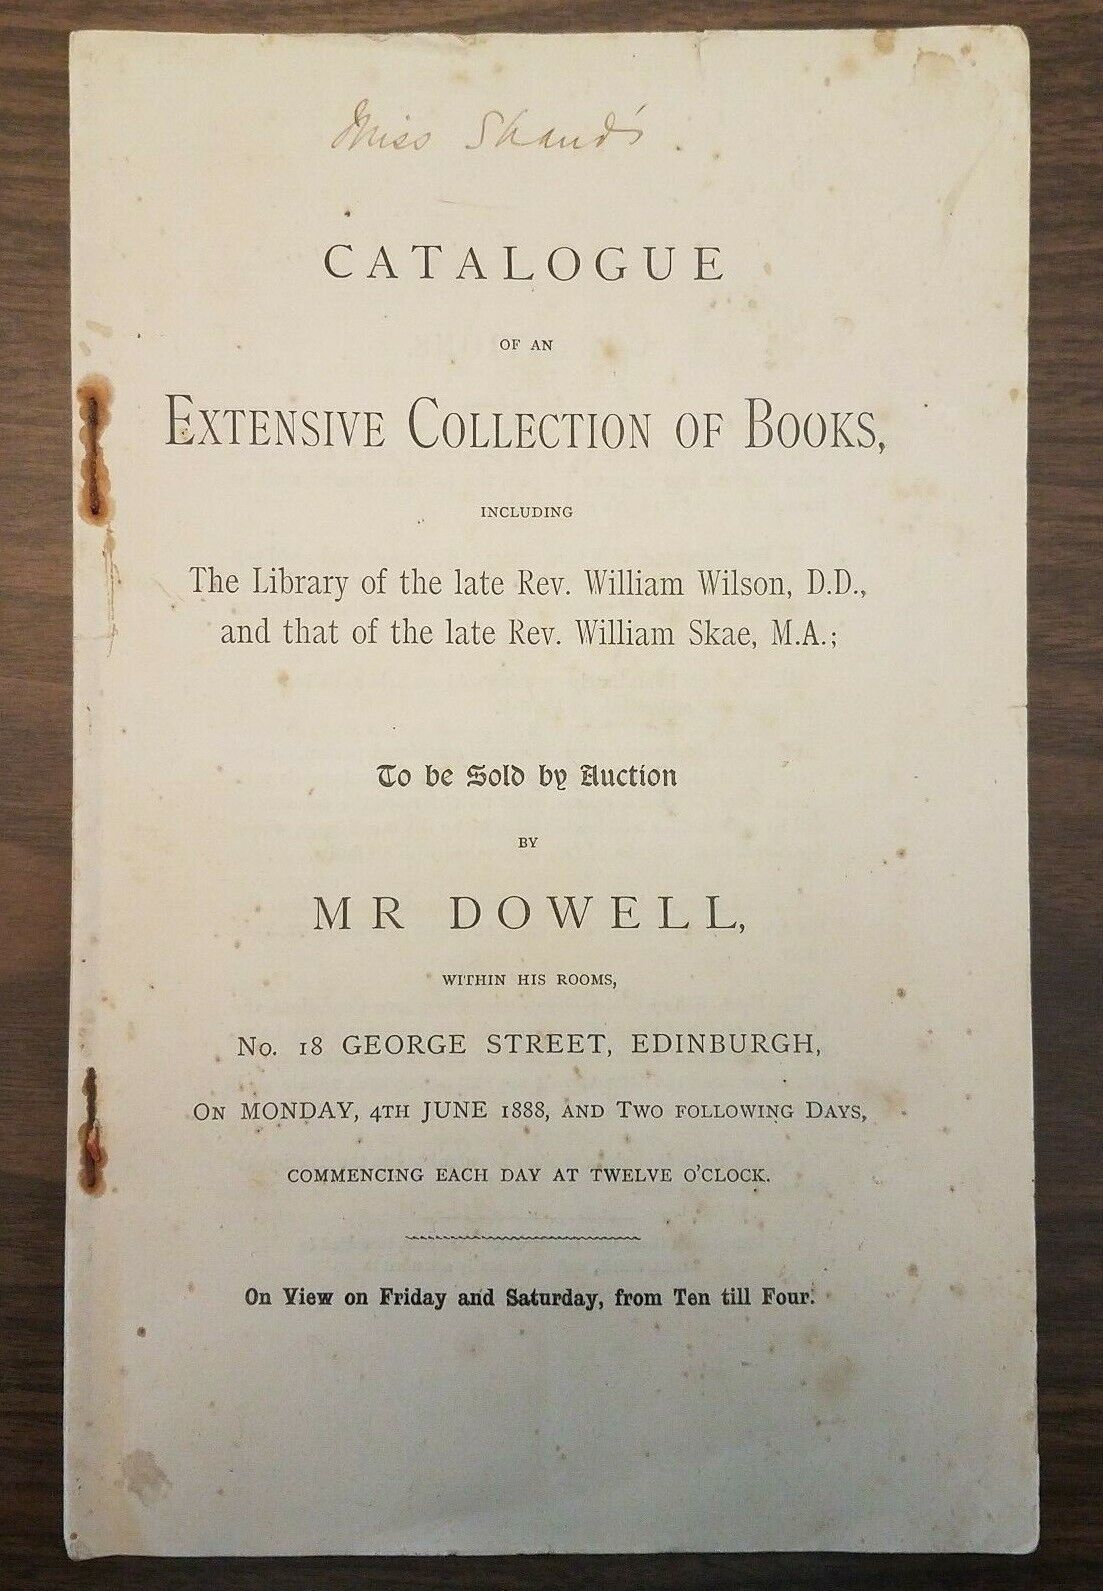 Miss Shand's.
CATALOGUE
OF AN
EXTENSIVE COLLECTION OF BOOKS,
INCLUDING
The Library of the late Rev. William Wilson, D.D.,
and that of the late Rev. William Skae, M.A.;
To be Sold by Auction
BY
MR DOWELL,
WITHIN HIS ROOMS,
No. 18 GEORGE STREET, EDINBURGH,
ON MONDAY, 4TH JUNE 1888, AND TWO FOLLOWING DAYS,
COMMENCING EACH DAY AT TWELVE O'CLOCK.
On View on Friday and Saturday, from Ten till Four.